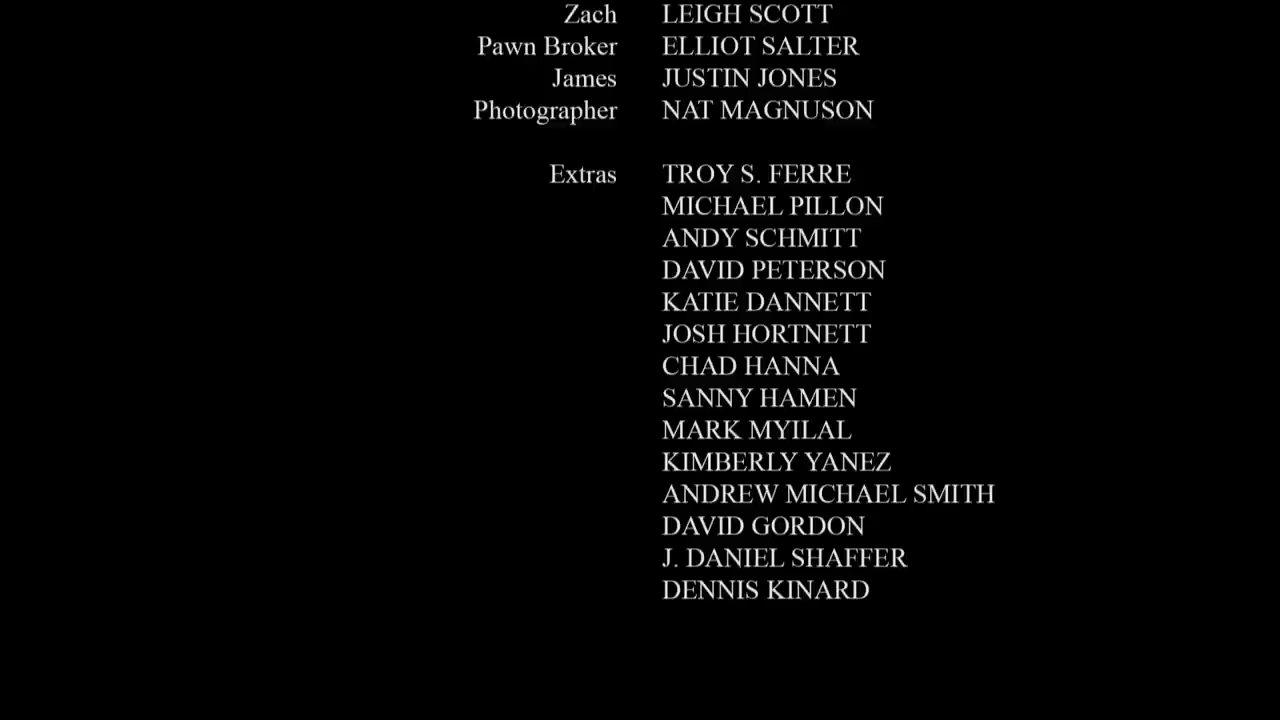 Zach LEIGH SCOTT
Pawn Broker ELLIOT SALTER
James JUSTIN JONES
Photographer NAT MAGNUSON
Extras TROY S. FERRE
MICHAEL PILLON
ANDY SCHMITT
DAVID PETERSON
KATIE DANNETT
JOSH HORTNETT
CHAD HANNA
SANNY HAMEN
MARK MYILAL
KIMBERLY YANEZ
ANDREW MICHAEL SMITH
DAVID GORDON
J. DANIEL SHAFFER
DENNIS KINARD